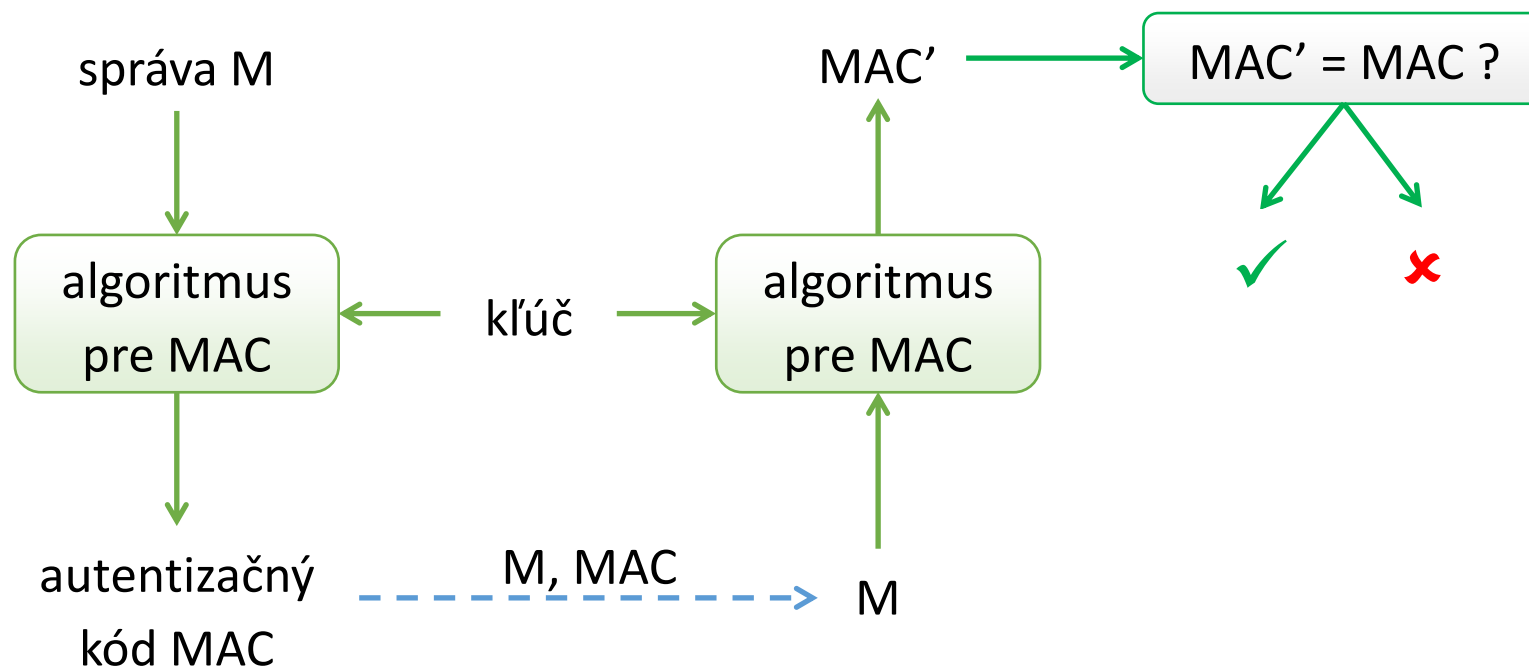 správa M
MAC’
MAC’ = MAC ?
algoritmus
pre MAC
kľúč
algoritmus
pre MAC
autentizačný
kód MAC
M, MAC
M